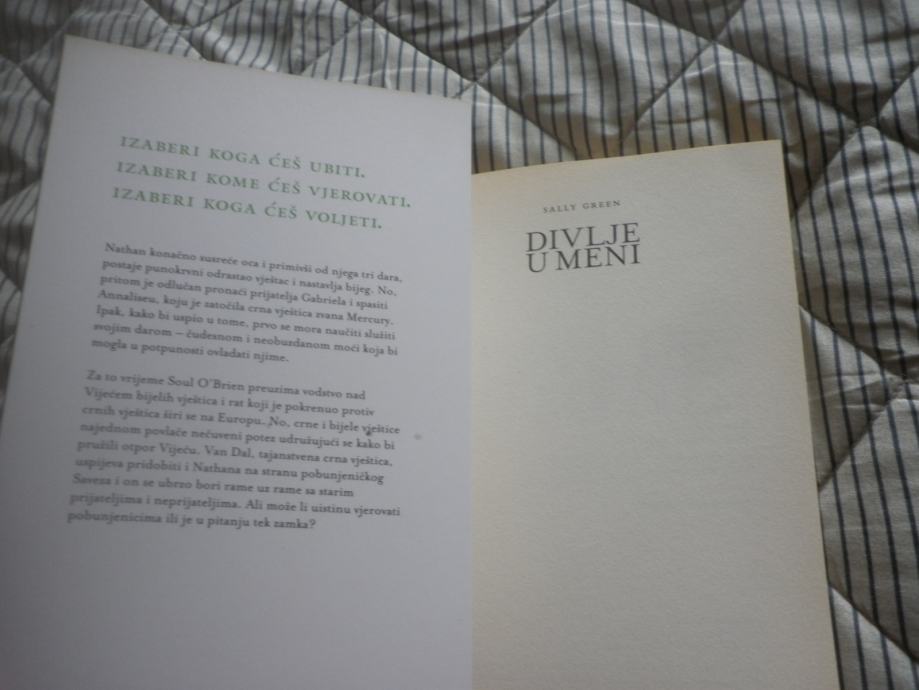 IZABERI KOGA ĆEŠ UBITI.
IZABERI KOME ĆEŠ VJEROVATI.
IZABERI KOGA ĆEŠ VOLJETI.
Nathan konačno susreće oca i primivši od njega tri dara,
postaje punokrvni odrastao vještac i nastavlja bijeg. No,
pritom je odlučan pronaći prijatelja Gabriela i spasiti
Annaliseu, koju je zatočila crna vještica zvana Mercury.
Ipak, kako bi uspio u tome, prvo se mora naučiti služiti
svojim darom – čudesnom i neobuzdanom moći koja bi
mogla u potpunosti ovladati njime.
Za to vrijeme Soul O'Brien preuzima vodstvo nad
Vijećem bijelih vještica i rat koji je pokrenuo protiv
crnih vještica širi se na Europu. No, crne i bijele vještice
najednom povlače nečuveni potez udružujući se kako bi
pružili otpor Vijeću. Van Dal, tajanstvena crna vještica,
uspijeva pridobiti i Nathana na stranu pobunjeničkog
Saveza i on se ubrzo bori rame uz rame sa starim
prijateljima i neprijateljima. Ali može li uistinu vjerovati
pobunjenicima ili je u pitanju tek zamka?
SALLY GREEN
DIVLJE
U MENI